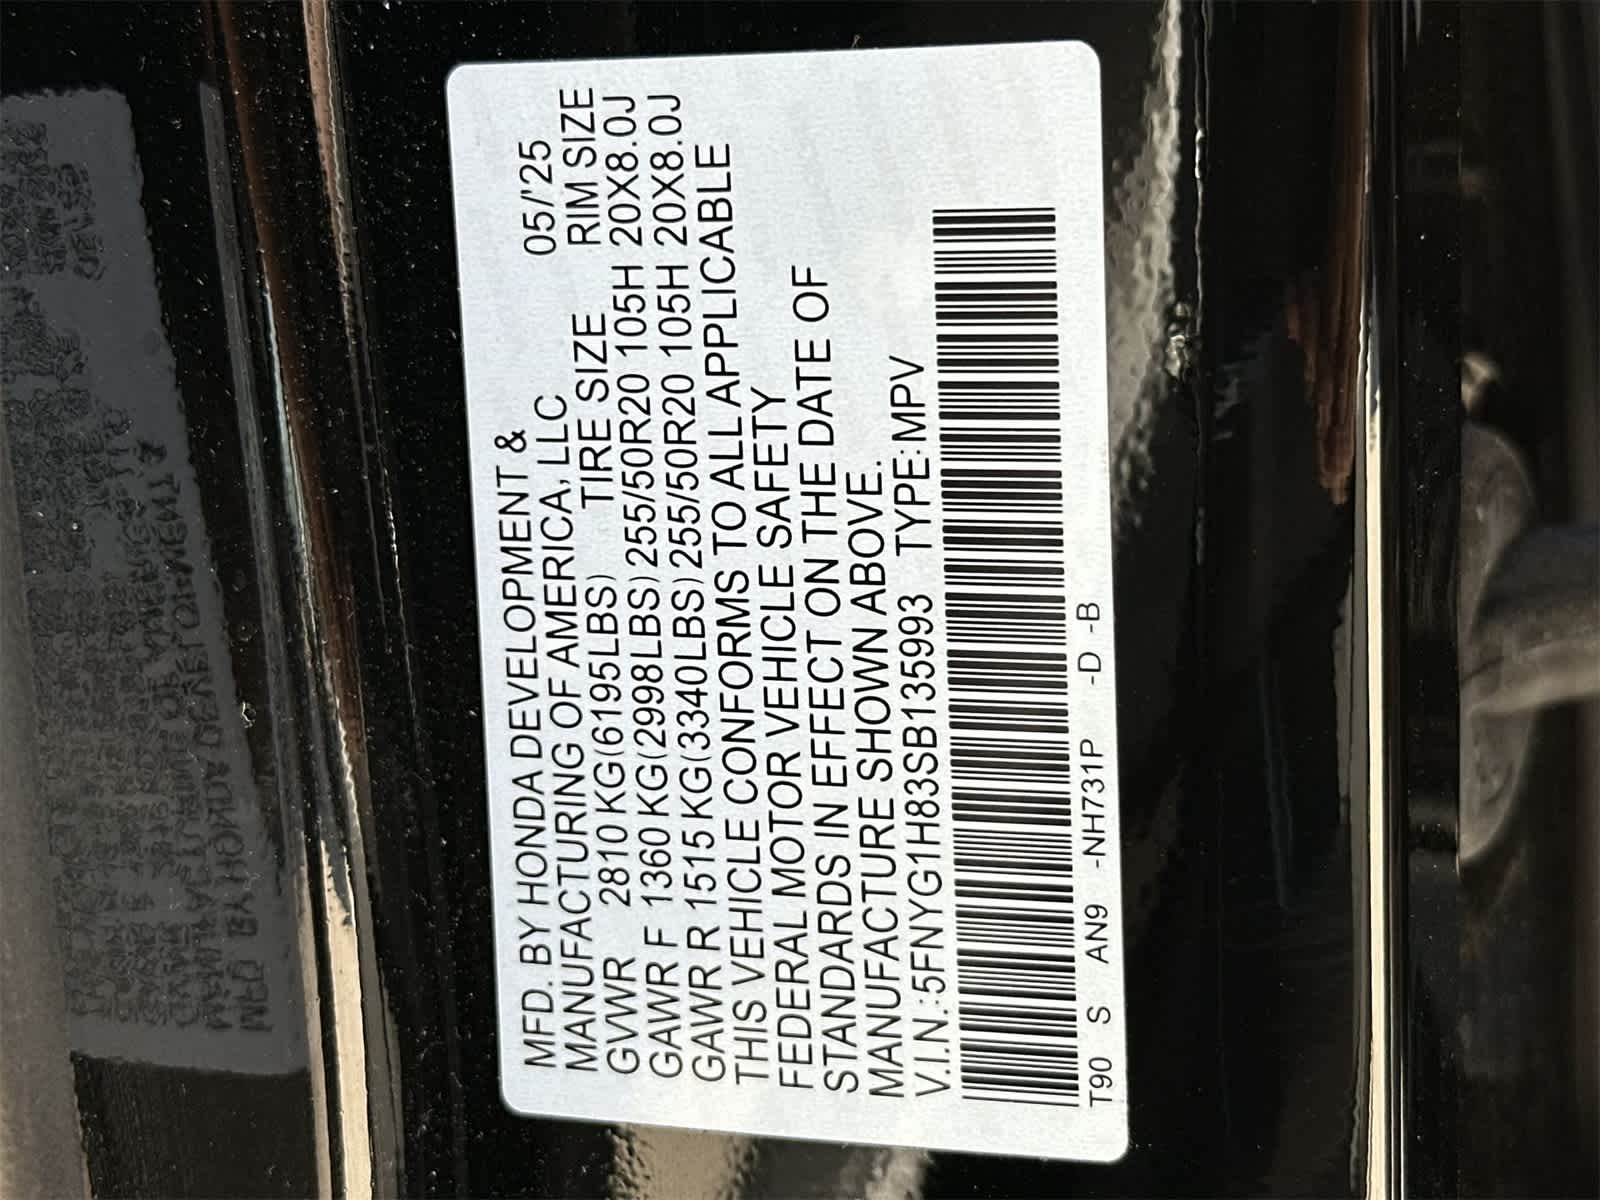 MFD. BY HONDA DEVELOPMENT &
MANUFACTURING OF AMERICA, LLC 05/'25
GVWR 2810 KG(6195LBS) TIRE SIZE RIM SIZE
GAWR F 1360 KG(2998LBS) 255/50R20 105H 20X8.0J
GAWR R 1515 KG(3340LBS) 255/50R20 105H 20X8.0J
THIS VEHICLE CONFORMS TO ALL APPLICABLE
FEDERAL MOTOR VEHICLE SAFETY
STANDARDS IN EFFECT ON THE DATE OF
MANUFACTURE SHOWN ABOVE.
V.I.N.:5FNYG1H83SB135993 TYPE:MPV
T90 S AN9 -NH731P -D -B